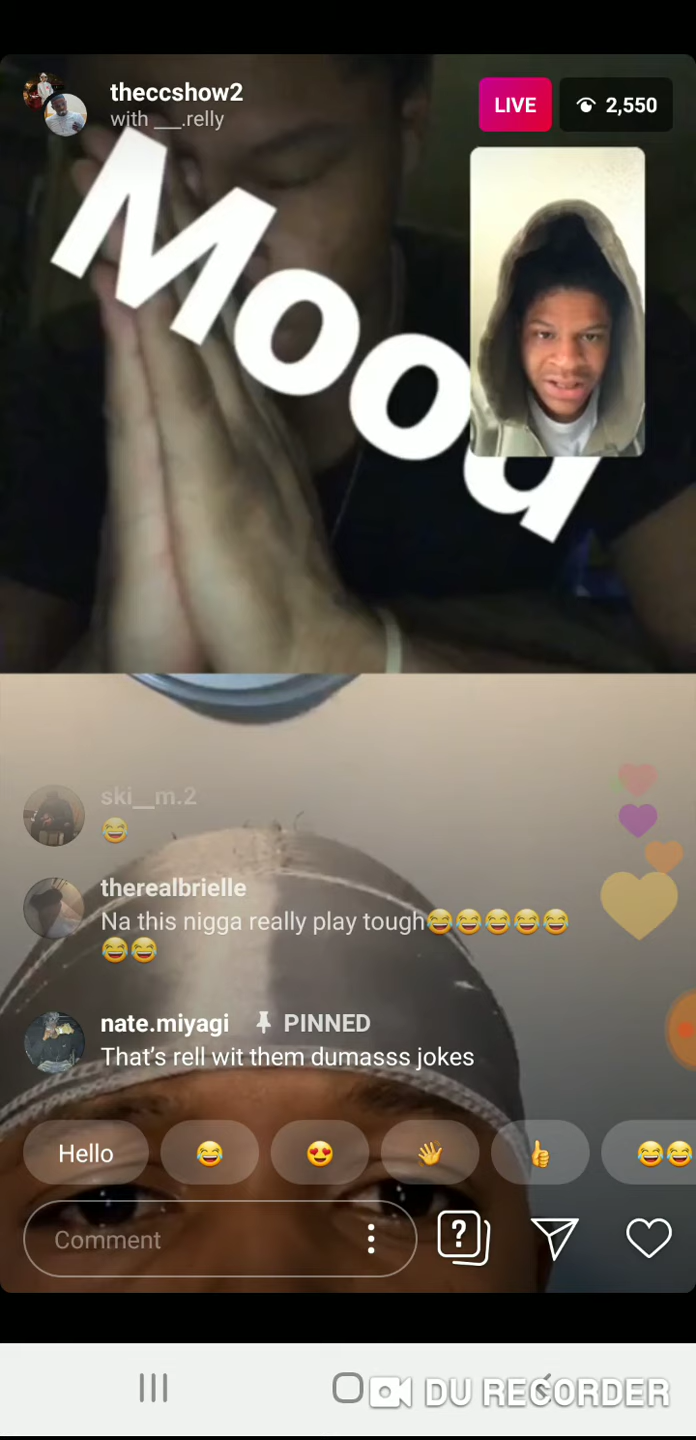 theccshow2
with ___.relly
LIVE
2,550
Mood
ski__m.2
😂
therealbrielle
Na this nigga really play tough😂😂😂😂😂
😂😂
nate.miyagi PINNED
That's rell wit them dumasss jokes
Hello 😂 😍 👋 👍 😂😂
Comment
DU RECORDER